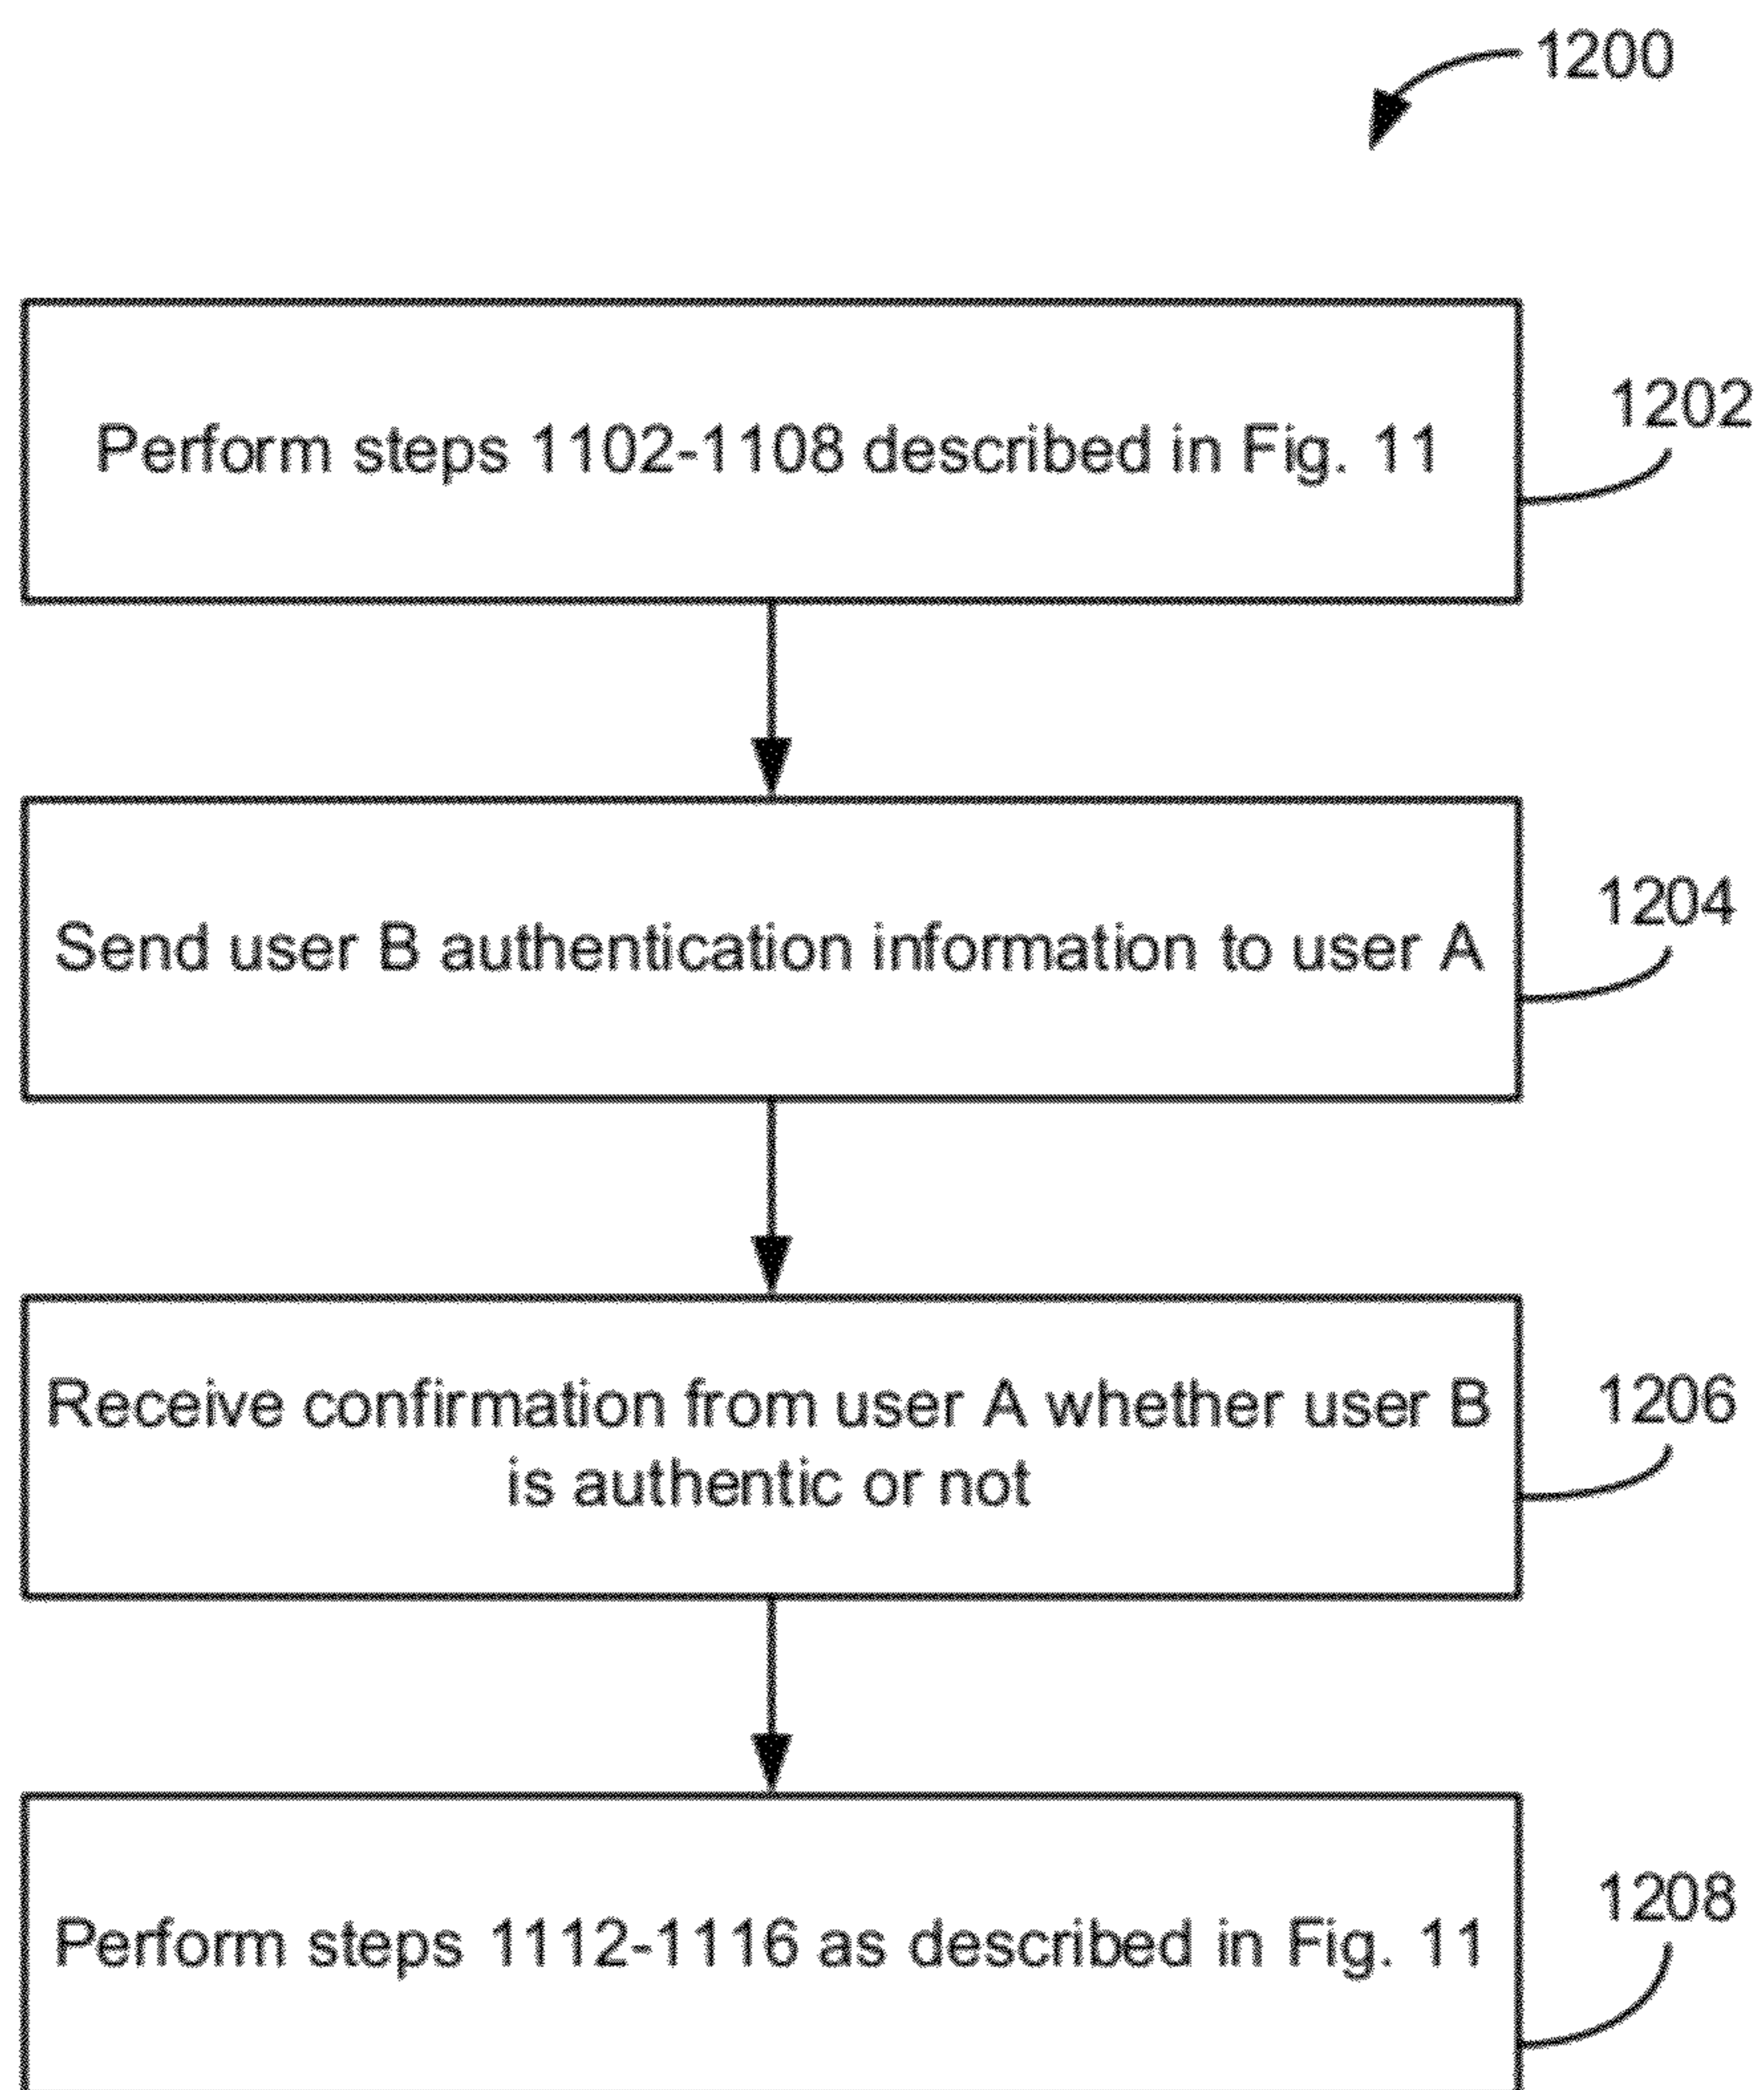 1200
Perform steps 1102-1108 described in Fig. 11
1202
Send user B authentication information to user A
1204
Receive confirmation from user A whether user B
is authentic or not
1206
Perform steps 1112-1116 as described in Fig. 11
1208